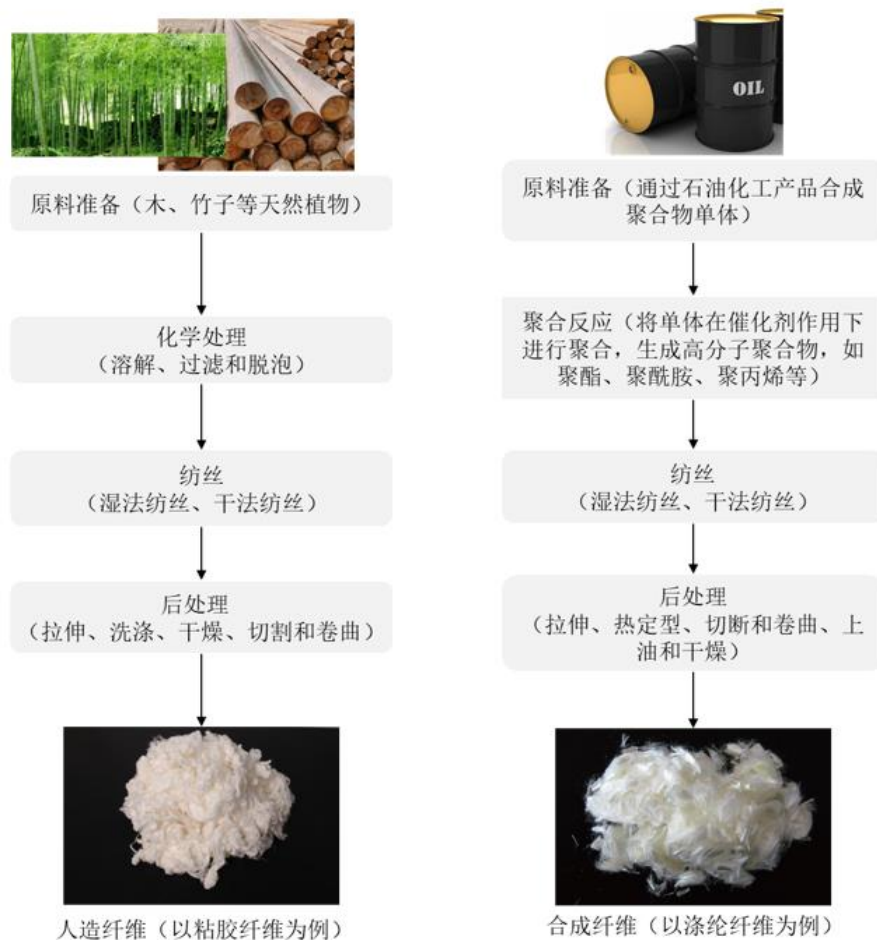 OIL
原料准备（木、竹子等天然植物）
化学处理
（溶解、过滤和脱泡）
纺丝
（湿法纺丝、干法纺丝）
后处理
（拉伸、洗涤、干燥、切割和卷曲）
人造纤维（以粘胶纤维为例）
原料准备（通过石油化工产品合成
聚合物单体）
聚合反应（将单体在催化剂作用下
进行聚合，生成高分子聚合物，如
聚酯、聚酰胺、聚丙烯等）
纺丝
（湿法纺丝、干法纺丝）
后处理
（拉伸、热定型、切断和卷曲、上
油和干燥）
合成纤维（以涤纶纤维为例）